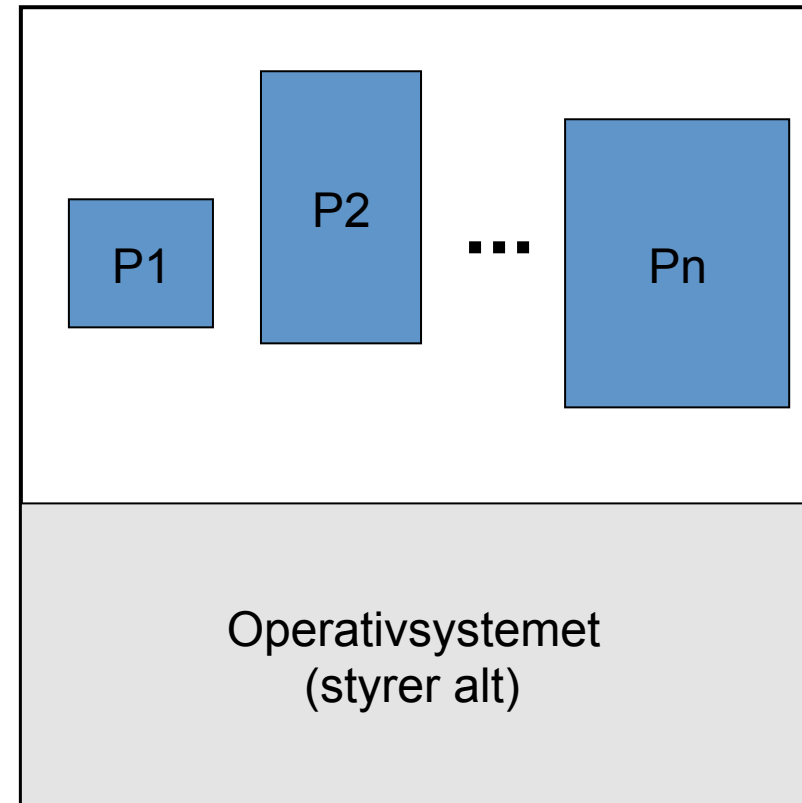 P1
P2
...
Pn
Operativsystemet
(styrer alt)